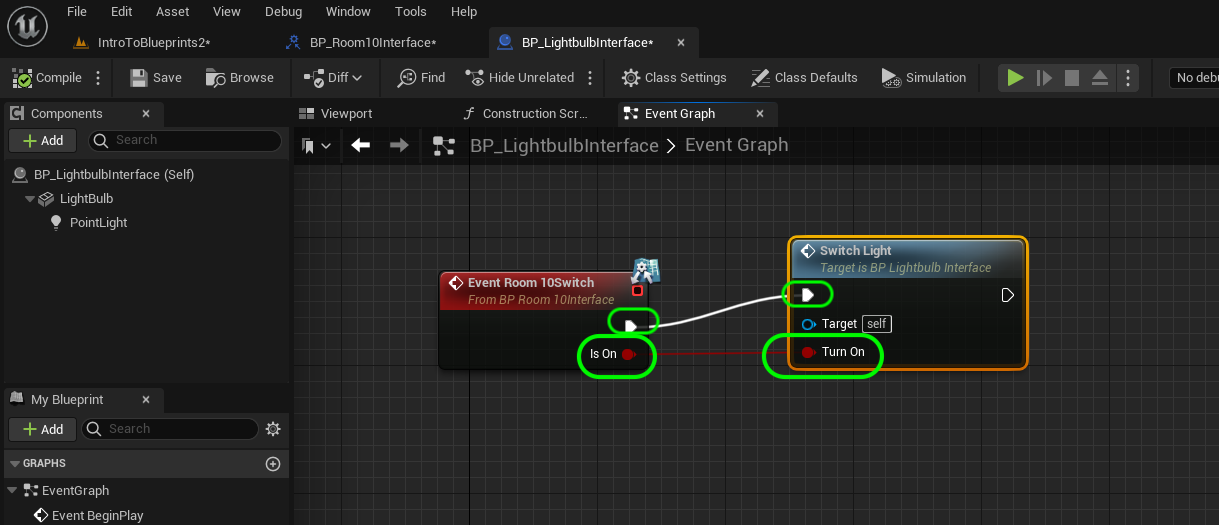 File Edit Asset View Debug Window Tools Help
IntroToBlueprints2* BP_Room10Interface* BP_LightbulbInterface*
Compile Save Browse Diff Find Hide Unrelated Class Settings Class Defaults Simulation No debu
Components Viewport Construction Scr... Event Graph
Add Search
BP_LightbulbInterface > Event Graph
BP_LightbulbInterface (Self)
LightBulb
PointLight
Switch Light
Target is BP Lightbulb Interface
Event Room 10Switch
From BP Room 10Interface
Target self
Is On Turn On
My Blueprint
Add Search
GRAPHS
EventGraph
Event BeginPlay